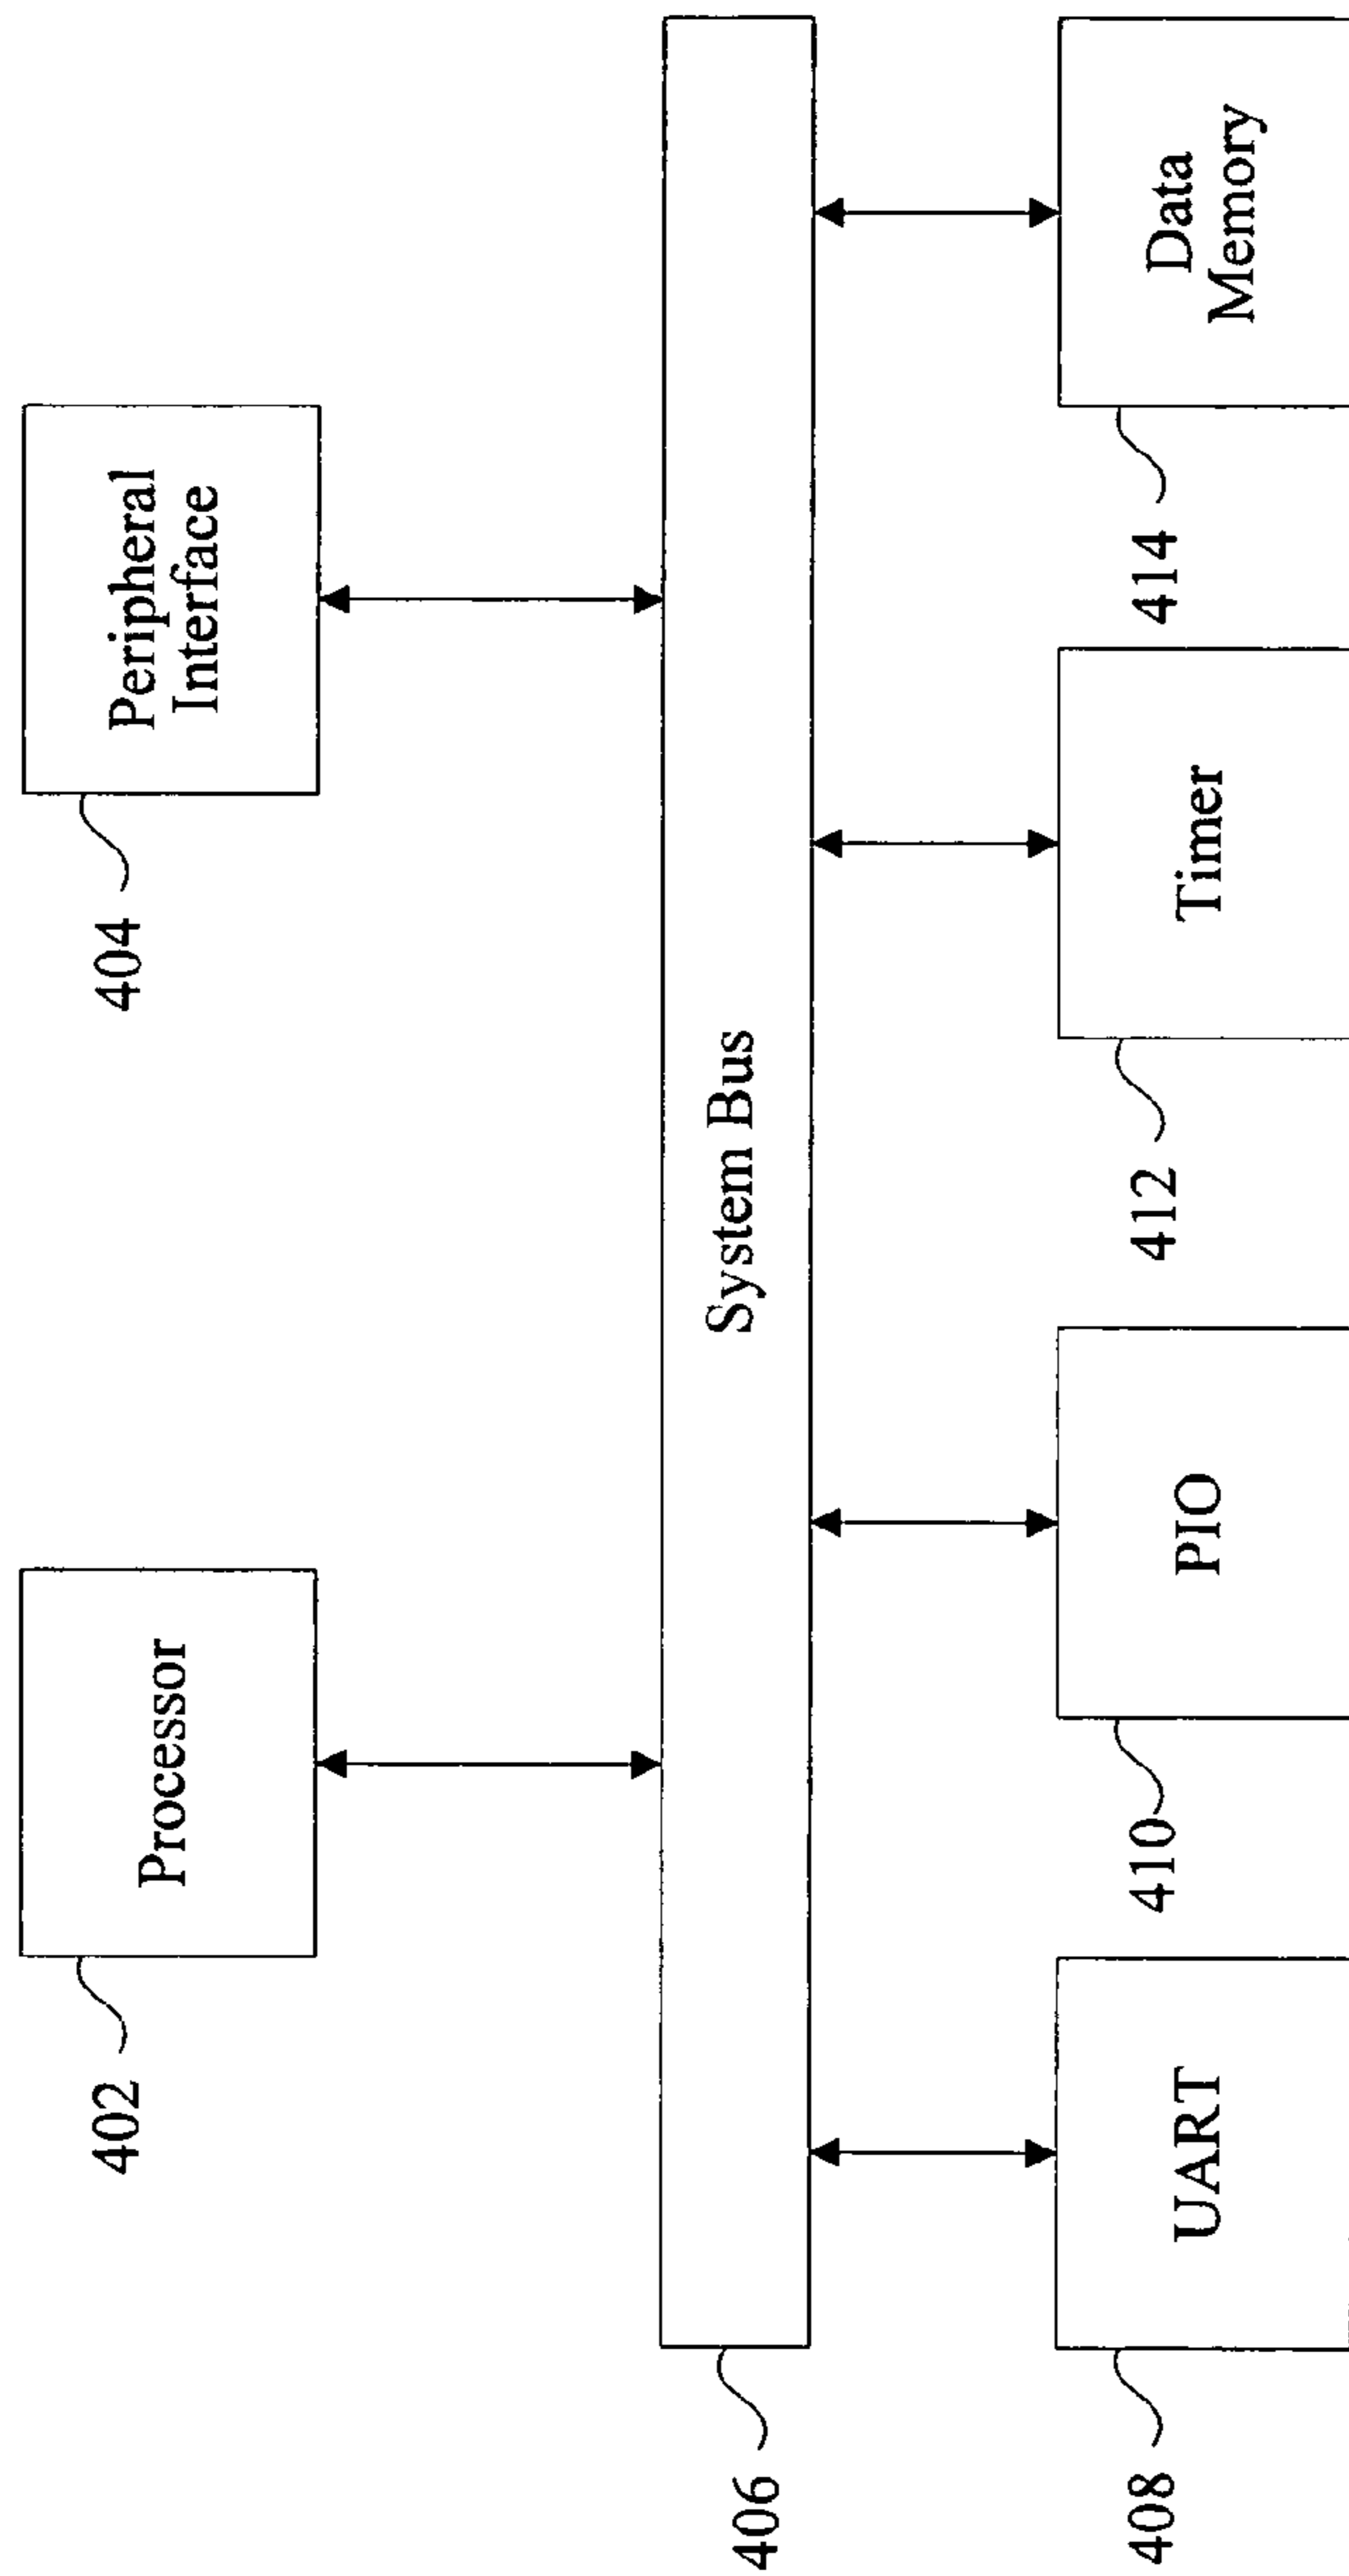 402
Processor
404
Peripheral
Interface
System Bus
406
408
UART
410
PIO
412
Timer
414
Data
Memory